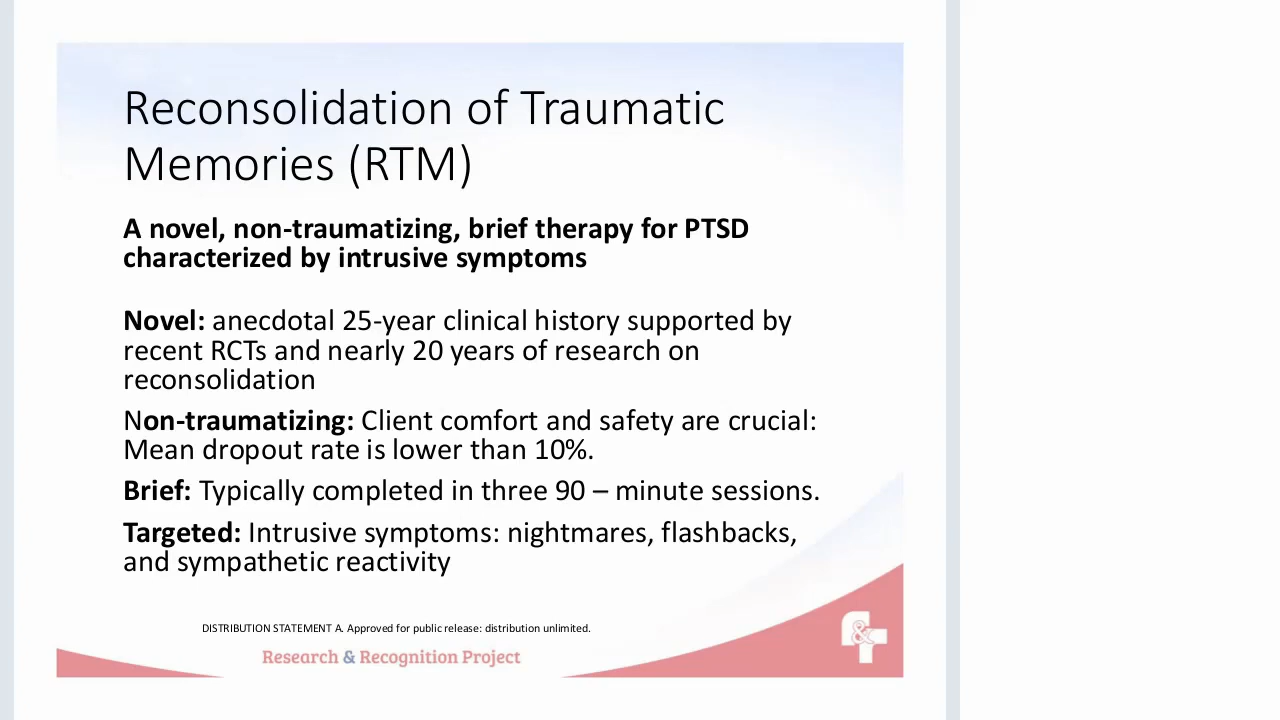 Reconsolidation of Traumatic
Memories (RTM)
A novel, non-traumatizing, brief therapy for PTSD
characterized by intrusive symptoms
Novel: anecdotal 25-year clinical history supported by
recent RCTs and nearly 20 years of research on
reconsolidation
Non-traumatizing: Client comfort and safety are crucial:
Mean dropout rate is lower than 10%.
Brief: Typically completed in three 90 – minute sessions.
Targeted: Intrusive symptoms: nightmares, flashbacks,
and sympathetic reactivity
DISTRIBUTION STATEMENT A. Approved for public release: distribution unlimited.
Research & Recognition Project
r&r